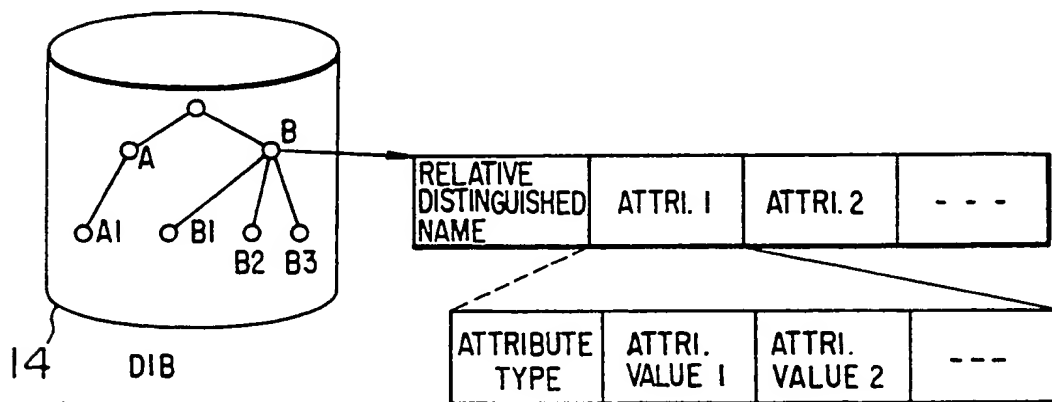 B
A
A1
B1
B2 B3
14
DIB
RELATIVE
DISTINGUISHED
NAME
ATTRI. 1
ATTRI. 2
- - -
ATTRIBUTE
TYPE
ATTRI.
VALUE 1
ATTRI.
VALUE 2
---